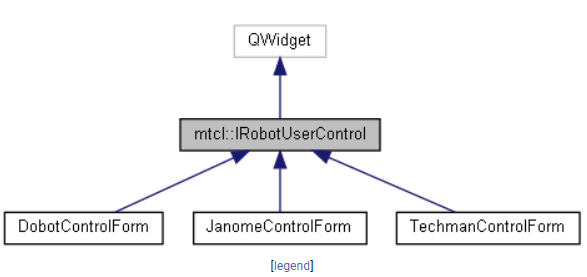 QWidget
mtcl::IRobotUserControl
DobotControlForm
JanomeControlForm
TechmanControlForm
[legend]